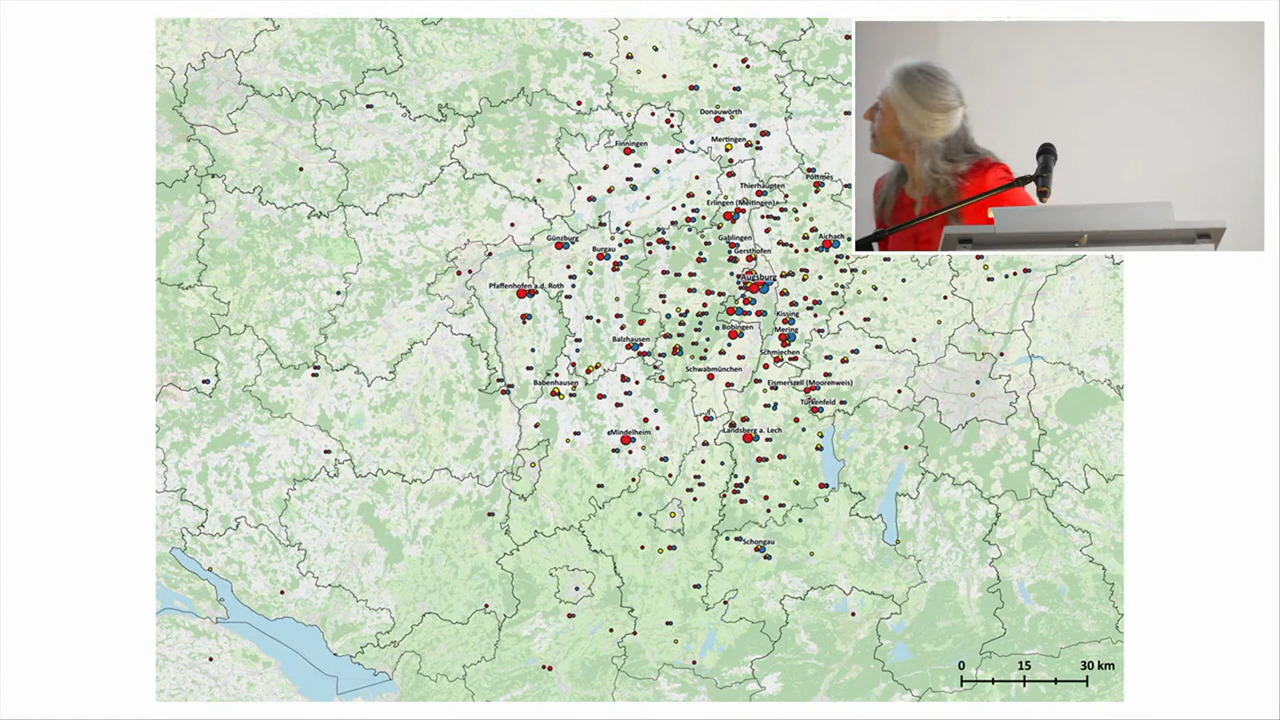 Donauwörth
Mertingen
Finningen
Pöttmes
Thierhaupten
Erlingen (Meitingen)
Günzburg
Gablingen
Aichach
Burgau
Gersthofen
Augsburg
Pfaffenhofen a.d. Roth
Kissing
Bobingen
Mering
Balzhausen
Schmiechen
Schwabmünchen
Babenhausen
Eismerszell (Moorenweis)
Türkenfeld
Mindelheim
Landsberg a. Lech
Schongau
0 15 30 km